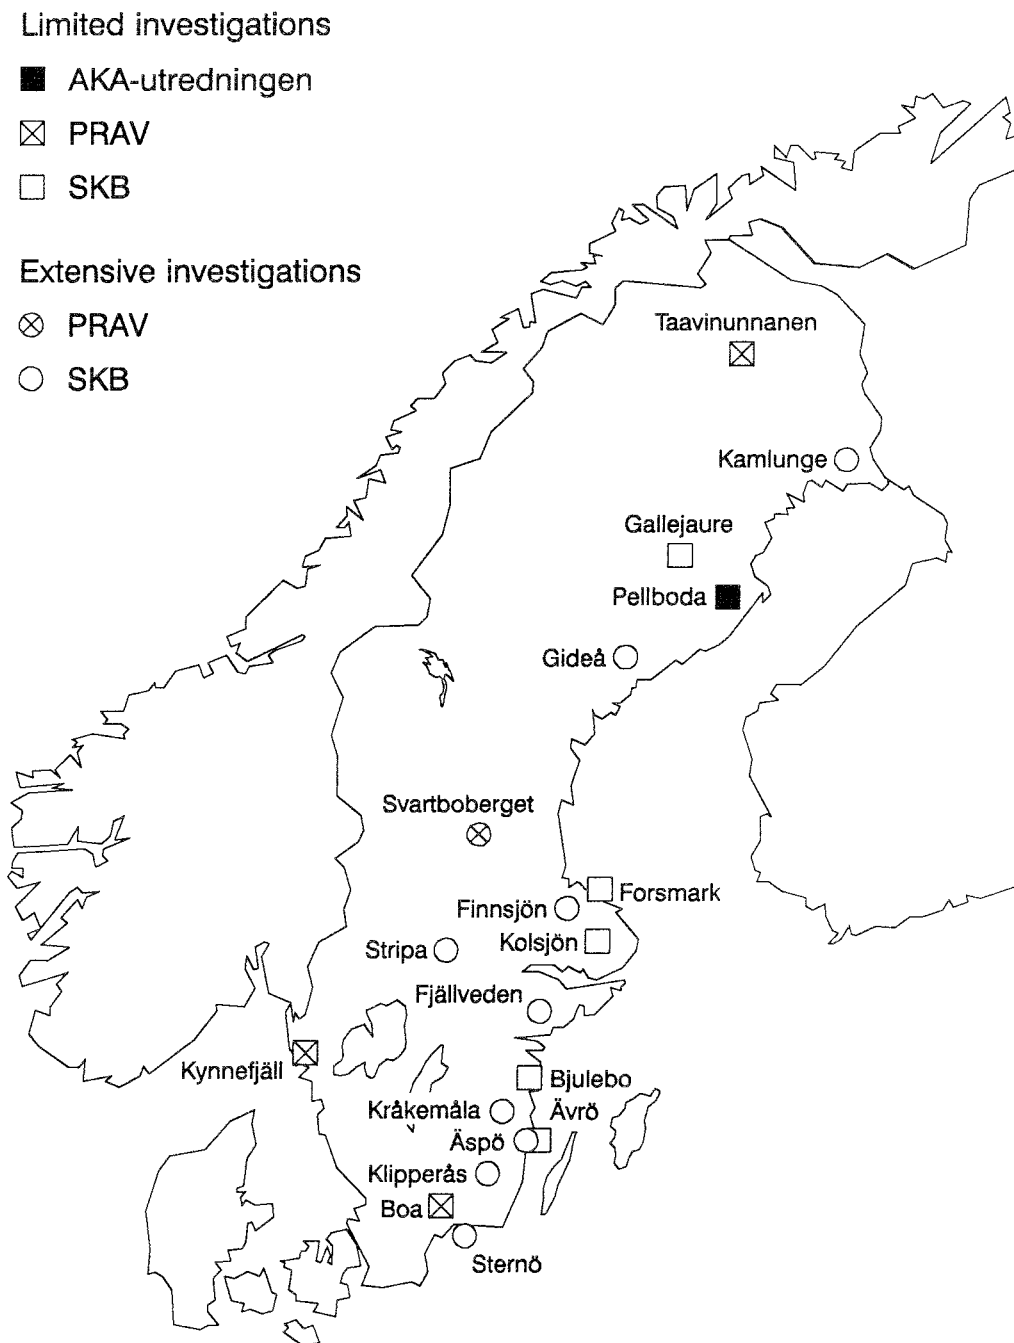 Limited investigations
AKA-utredningen
PRAV
SKB
Extensive investigations
PRAV
SKB
Taavinunnanen
Kamlunge
Gallejaure
Pellboda
Gideå
Svartboberget
Forsmark
Finnsjön
Kolsjön
Stripa
Fjällveden
Kynnefjäll
Bjulebo
Kråkemåla
Ävrö
Äspö
Klipperås
Boa
Sternö